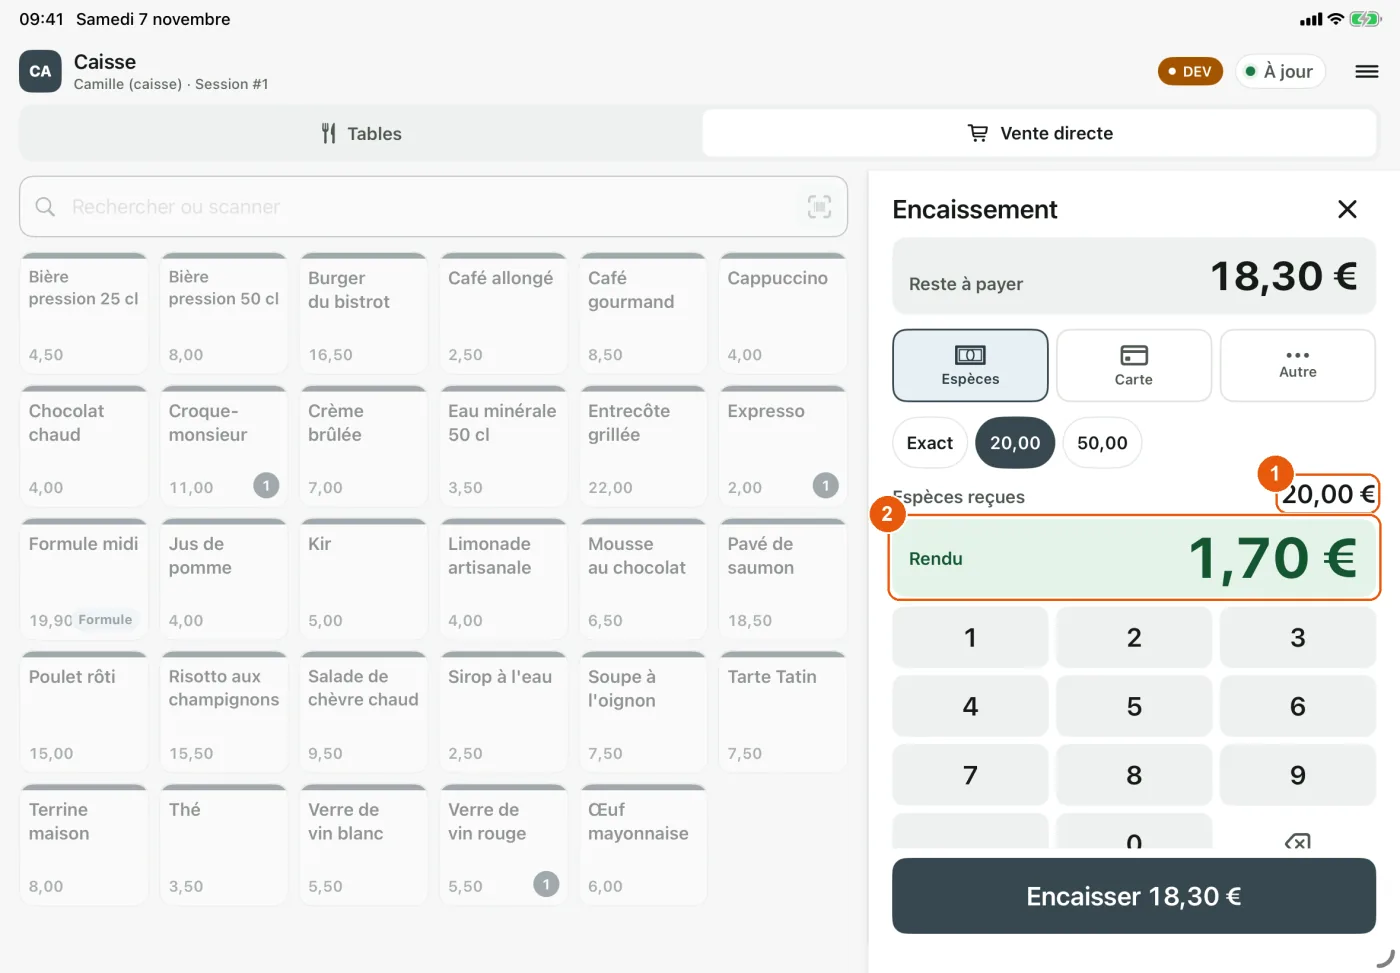 09:41 Samedi 7 novembre
CA
Caisse
Camille (caisse) · Session #1
DEV
À jour
Tables
Vente directe
Rechercher ou scanner
Bière pression 25 cl
4,50
Bière pression 50 cl
8,00
Burger du bistrot
16,50
Café allongé
2,50
Café gourmand
8,50
Cappuccino
4,00
Chocolat chaud
4,00
Croque-monsieur
11,00
1
Crème brûlée
7,00
Eau minérale 50 cl
3,50
Entrecôte grillée
22,00
Expresso
2,00
1
Formule midi
19,90
Formule
Jus de pomme
4,00
Kir
5,00
Limonade artisanale
4,00
Mousse au chocolat
6,50
Pavé de saumon
18,50
Poulet rôti
15,00
Risotto aux champignons
15,50
Salade de chèvre chaud
9,50
Sirop à l'eau
2,50
Soupe à l'oignon
7,50
Tarte Tatin
7,50
Terrine maison
8,00
Thé
3,50
Verre de vin blanc
5,50
Verre de vin rouge
5,50
1
Œuf mayonnaise
6,00
Encaissement
Reste à payer
18,30 €
Espèces
Carte
Autre
Exact
20,00
50,00
1
Espèces reçues
20,00 €
2
Rendu
1,70 €
1
2
3
4
5
6
7
8
9
0
Encaisser 18,30 €